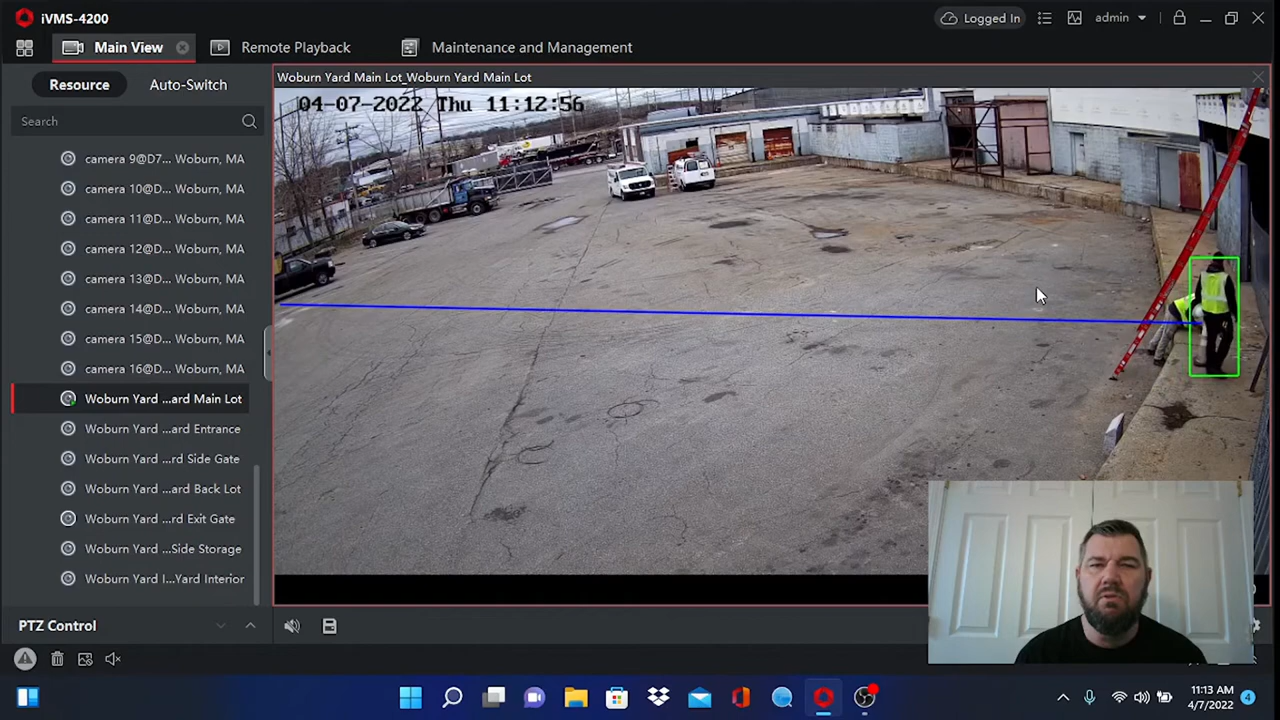 iVMS-4200
Logged In
admin
Main View
Remote Playback
Maintenance and Management
Resource
Auto-Switch
Search
camera 9@D7... Woburn, MA
camera 10@D... Woburn, MA
camera 11@D... Woburn, MA
camera 12@D... Woburn, MA
camera 13@D... Woburn, MA
camera 14@D... Woburn, MA
camera 15@D... Woburn, MA
camera 16@D... Woburn, MA
Woburn Yard ...ard Main Lot
Woburn Yard ...ard Entrance
Woburn Yard ...rd Side Gate
Woburn Yard ...ard Back Lot
Woburn Yard ...rd Exit Gate
Woburn Yard ...Side Storage
Woburn Yard I...Yard Interior
PTZ Control
Woburn Yard Main Lot_Woburn Yard Main Lot
04-07-2022 Thu 11:12:56
11:13 AM
4/7/2022
4